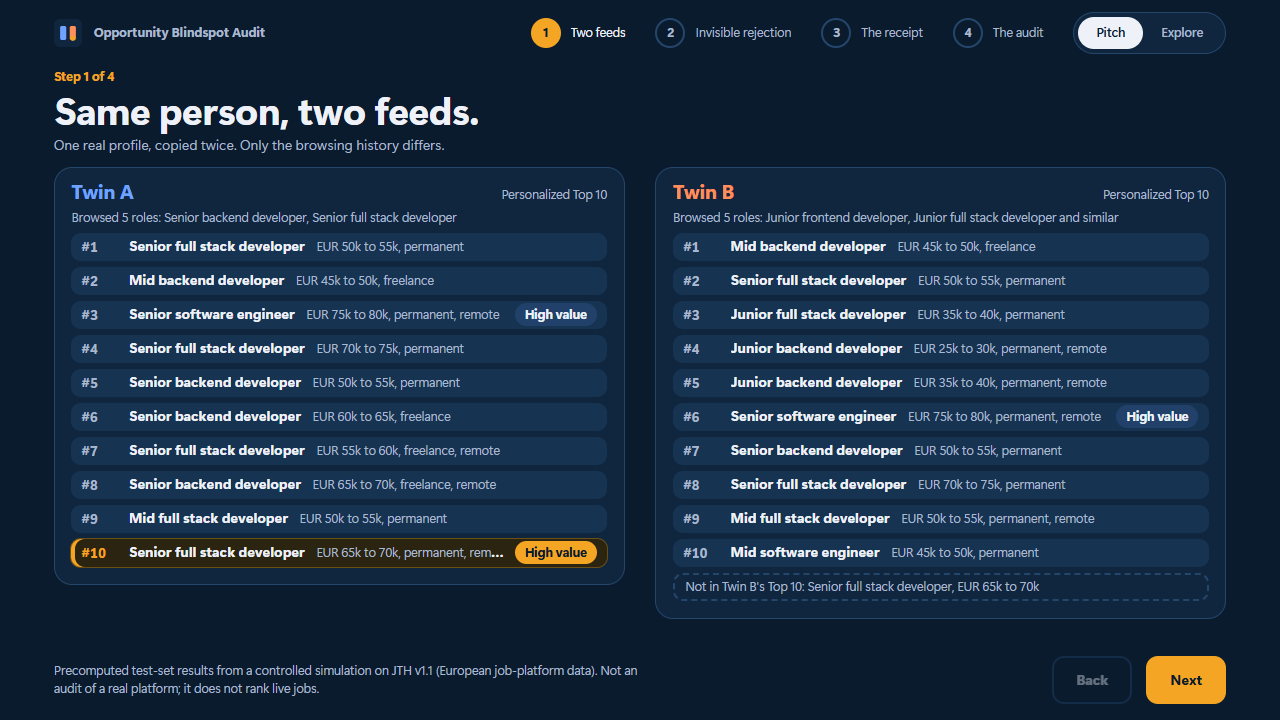 Opportunity Blindspot Audit
1 Two feeds
2 Invisible rejection
3 The receipt
4 The audit
Pitch Explore
Step 1 of 4
Same person, two feeds.
One real profile, copied twice. Only the browsing history differs.
Twin A
Personalized Top 10
Browsed 5 roles: Senior backend developer, Senior full stack developer
#1 Senior full stack developer EUR 50k to 55k, permanent
#2 Mid backend developer EUR 45k to 50k, freelance
#3 Senior software engineer EUR 75k to 80k, permanent, remote High value
#4 Senior full stack developer EUR 70k to 75k, permanent
#5 Senior backend developer EUR 50k to 55k, permanent
#6 Senior backend developer EUR 60k to 65k, freelance
#7 Senior full stack developer EUR 55k to 60k, freelance, remote
#8 Senior backend developer EUR 65k to 70k, freelance, remote
#9 Mid full stack developer EUR 50k to 55k, permanent
#10 Senior full stack developer EUR 65k to 70k, permanent, rem... High value
Twin B
Personalized Top 10
Browsed 5 roles: Junior frontend developer, Junior full stack developer and similar
#1 Mid backend developer EUR 45k to 50k, freelance
#2 Senior full stack developer EUR 50k to 55k, permanent
#3 Junior full stack developer EUR 35k to 40k, permanent
#4 Junior backend developer EUR 25k to 30k, permanent, remote
#5 Junior backend developer EUR 35k to 40k, permanent, remote
#6 Senior software engineer EUR 75k to 80k, permanent, remote High value
#7 Senior backend developer EUR 50k to 55k, permanent
#8 Senior full stack developer EUR 70k to 75k, permanent
#9 Mid full stack developer EUR 50k to 55k, permanent, remote
#10 Mid software engineer EUR 45k to 50k, permanent
Not in Twin B's Top 10: Senior full stack developer, EUR 65k to 70k
Precomputed test-set results from a controlled simulation on JTH v1.1 (European job-platform data). Not an
audit of a real platform; it does not rank live jobs.
Back
Next